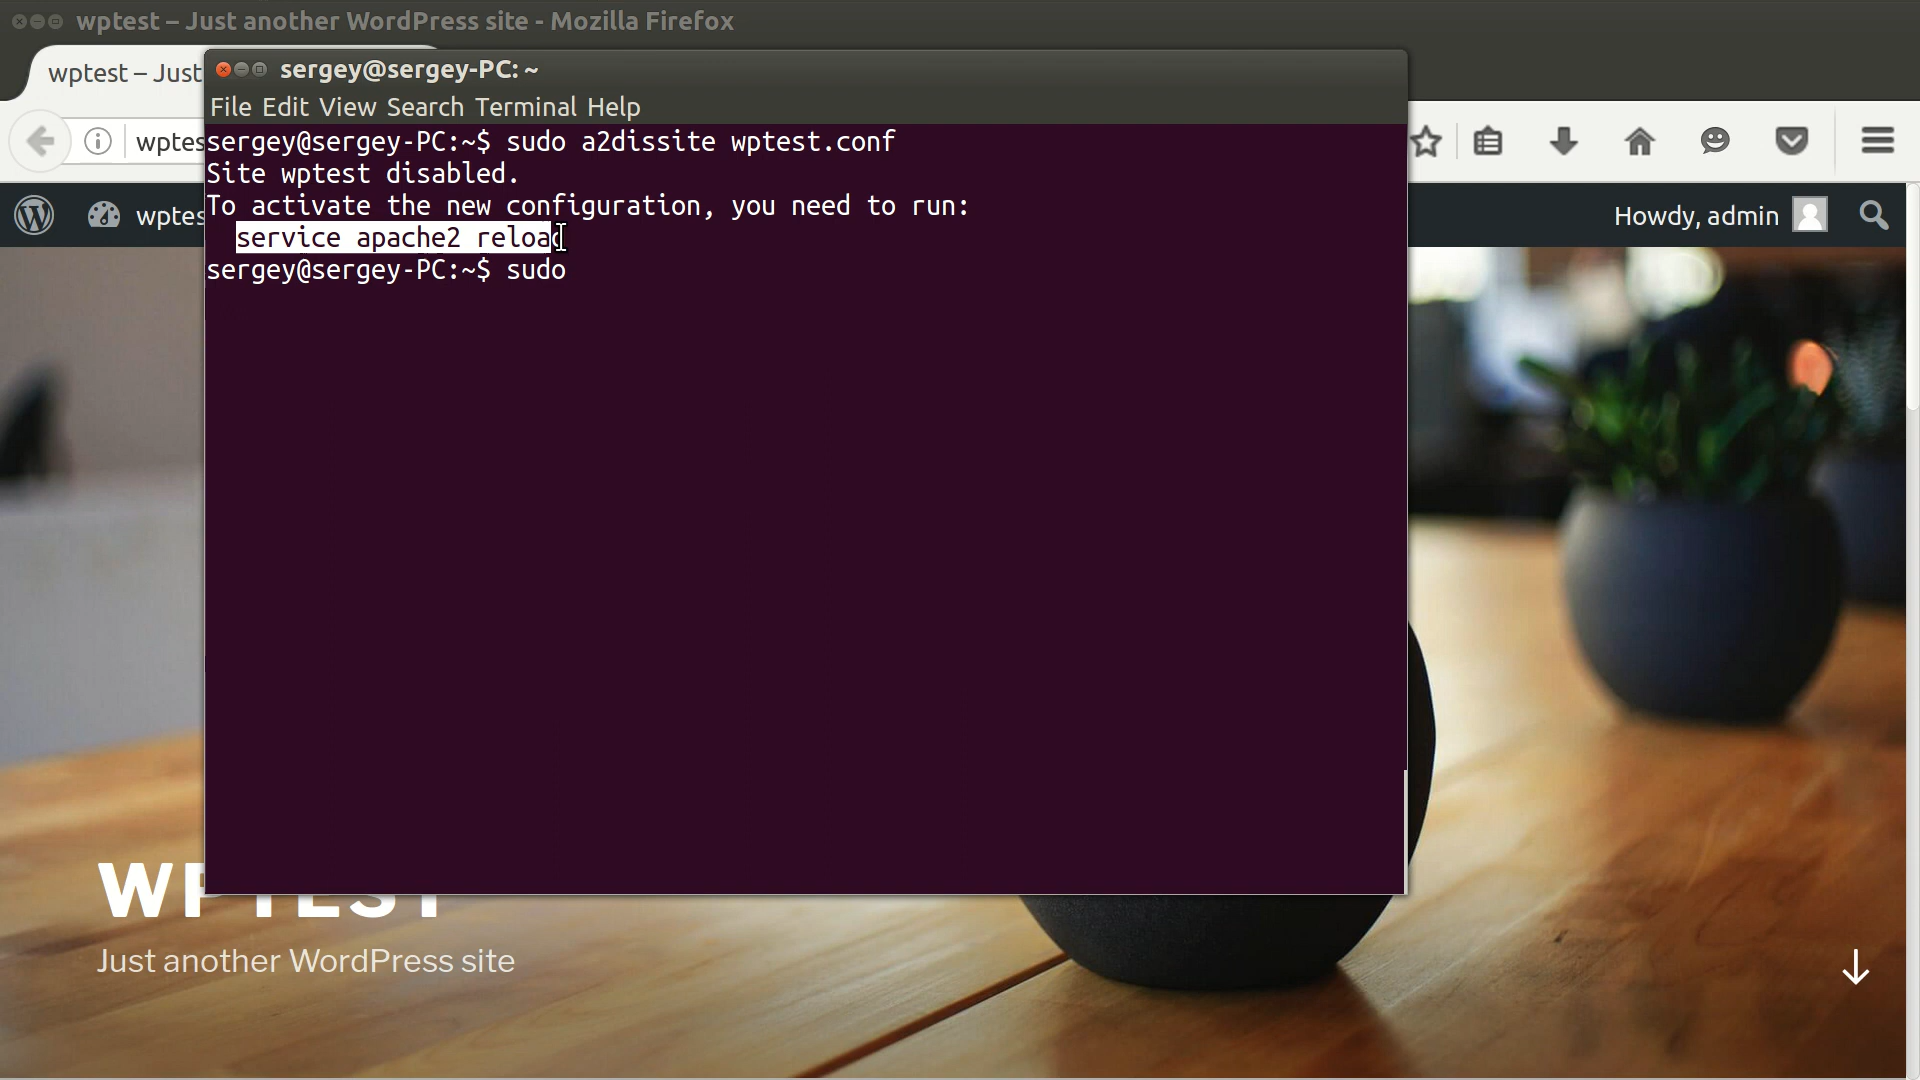 wptest – Just another WordPress site - Mozilla Firefox
wptest – Just
sergey@sergey-PC: ~
File Edit View Search Terminal Help
wptes
sergey@sergey-PC:~$ sudo a2dissite wptest.conf
Site wptest disabled.
To activate the new configuration, you need to run:
service apache2 reload
sergey@sergey-PC:~$ sudo
wptes
Howdy, admin
WPTEST
Just another WordPress site